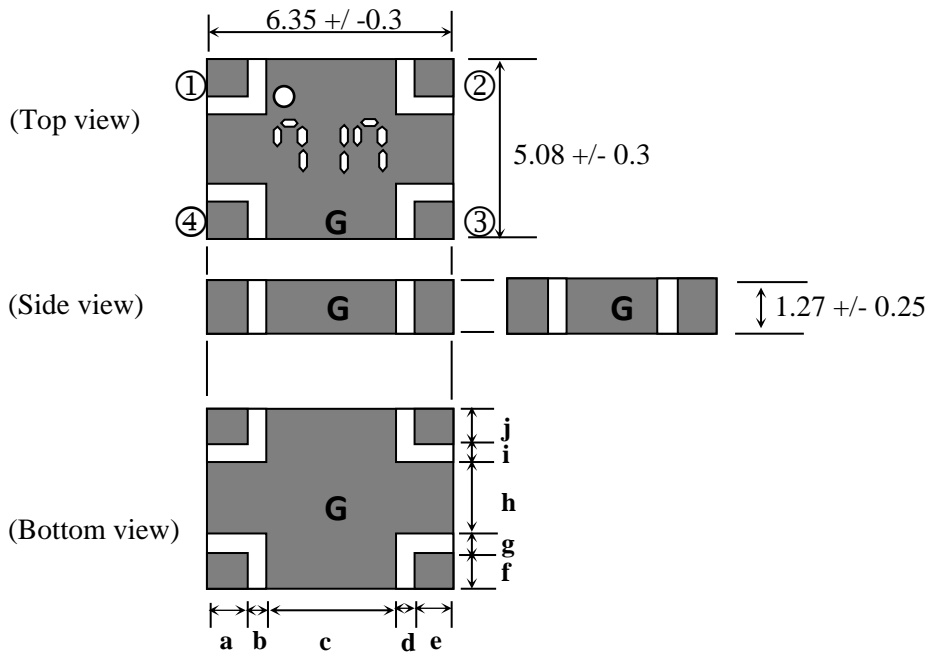 6.35 + / -0.3
① ②
(Top view)
5.08 +/- 0.3
④ G ③
(Side view) G G 1.27 +/- 0.25
j
i
G h
(Bottom view)
g
f
a b c d e